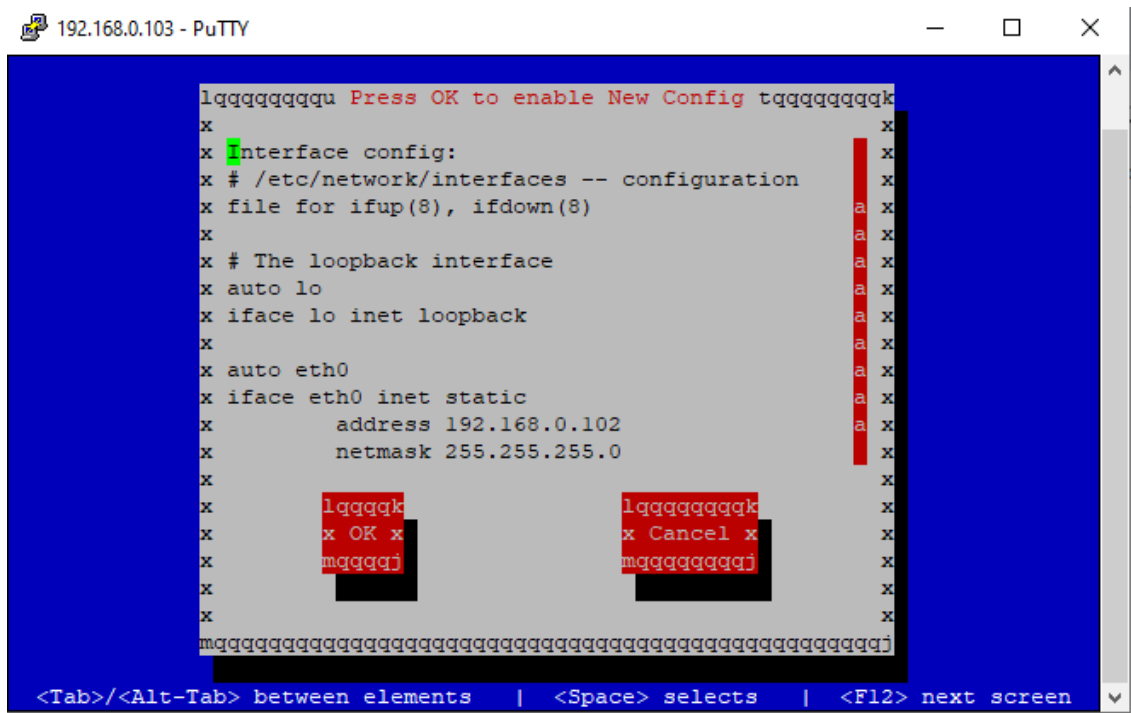 192.168.0.103 - PuTTY
lqqqqqqqqqu Press OK to enable New Config tqqqqqqqqqk
x x
x Interface config: x
x # /etc/network/interfaces -- configuration x
x file for ifup(8), ifdown(8) a x
x a x
x # The loopback interface a x
x auto lo a x
x iface lo inet loopback a x
x a x
x auto eth0 a x
x iface eth0 inet static a x
x address 192.168.0.102 a x
x netmask 255.255.255.0 x
x x
x lqqqqk lqqqqqqqqk x
x x OK x x Cancel x x
x mqqqqj mqqqqqqqqj x
x x
x x
mqqqqqqqqqqqqqqqqqqqqqqqqqqqqqqqqqqqqqqqqqqqqqqqqqj
<Tab>/<Alt-Tab> between elements | <Space> selects | <F12> next screen